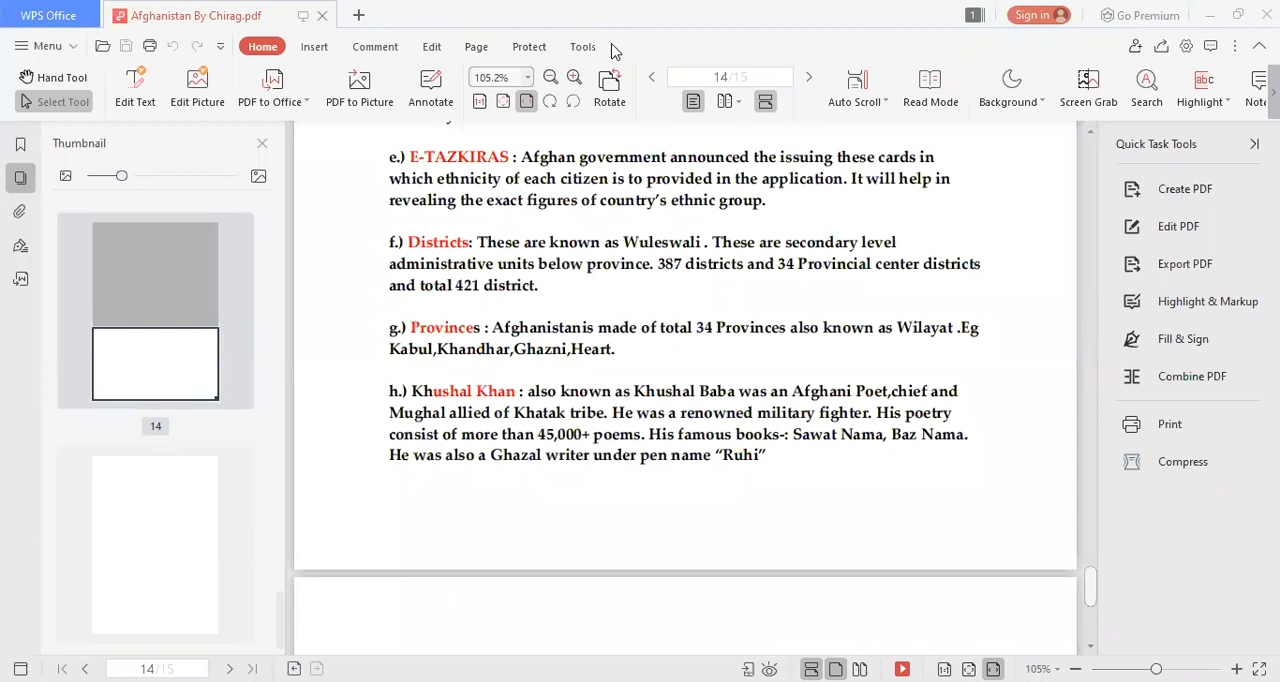 WPS Office
Afghanistan By Chirag.pdf
1
Sign in
Go Premium
Menu
Home
Insert
Comment
Edit
Page
Protect
Tools
Hand Tool
Select Tool
Edit Text
Edit Picture
PDF to Office
PDF to Picture
Annotate
105.2%
Rotate
14/15
Auto Scroll
Read Mode
Background
Screen Grab
Search
Highlight
Note
Thumbnail
14
e.) E-TAZKIRAS : Afghan government announced the issuing these cards in
which ethnicity of each citizen is to provided in the application. It will help in
revealing the exact figures of country's ethnic group.
f.) Districts: These are known as Wuleswali . These are secondary level
administrative units below province. 387 districts and 34 Provincial center districts
and total 421 district.
g.) Provinces : Afghanistanis made of total 34 Provinces also known as Wilayat .Eg
Kabul,Khandhar,Ghazni,Heart.
h.) Khushal Khan : also known as Khushal Baba was an Afghani Poet,chief and
Mughal allied of Khatak tribe. He was a renowned military fighter. His poetry
consist of more than 45,000+ poems. His famous books-: Sawat Nama, Baz Nama.
He was also a Ghazal writer under pen name “Ruhi”
Quick Task Tools
Create PDF
Edit PDF
Export PDF
Highlight & Markup
Fill & Sign
Combine PDF
Print
Compress
14/15
105%